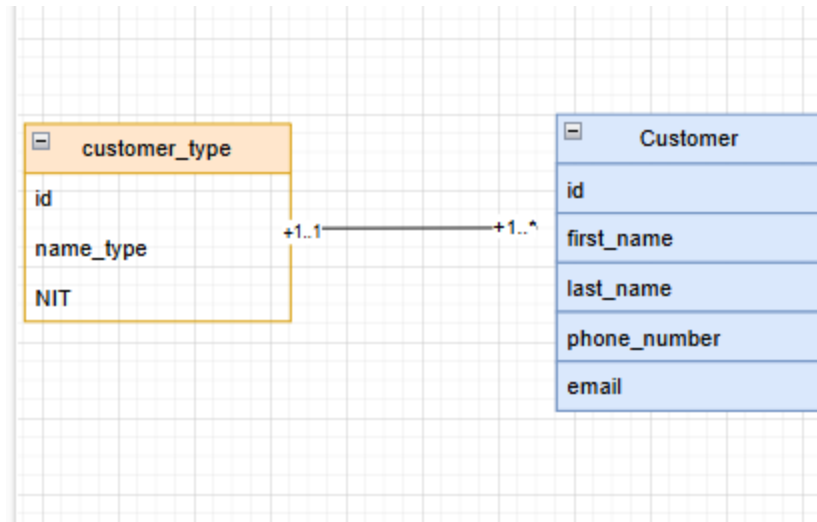 customer_type
id
name_type
NIT
+1..1
+1..*
Customer
id
first_name
last_name
phone_number
email